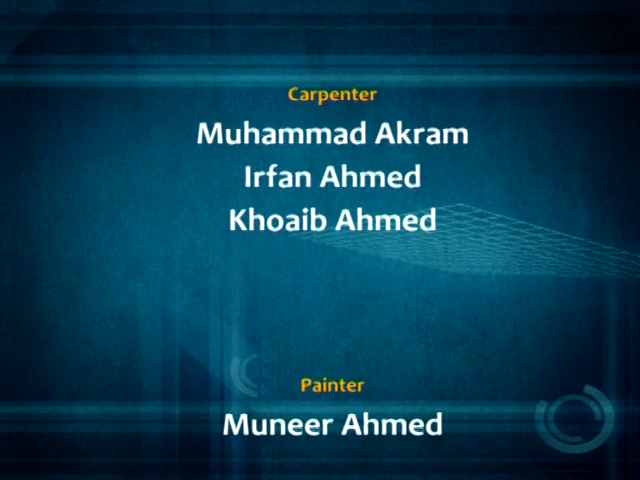 Carpenter
Muhammad Akram
Irfan Ahmed
Khoaib Ahmed
Painter
Muneer Ahmed